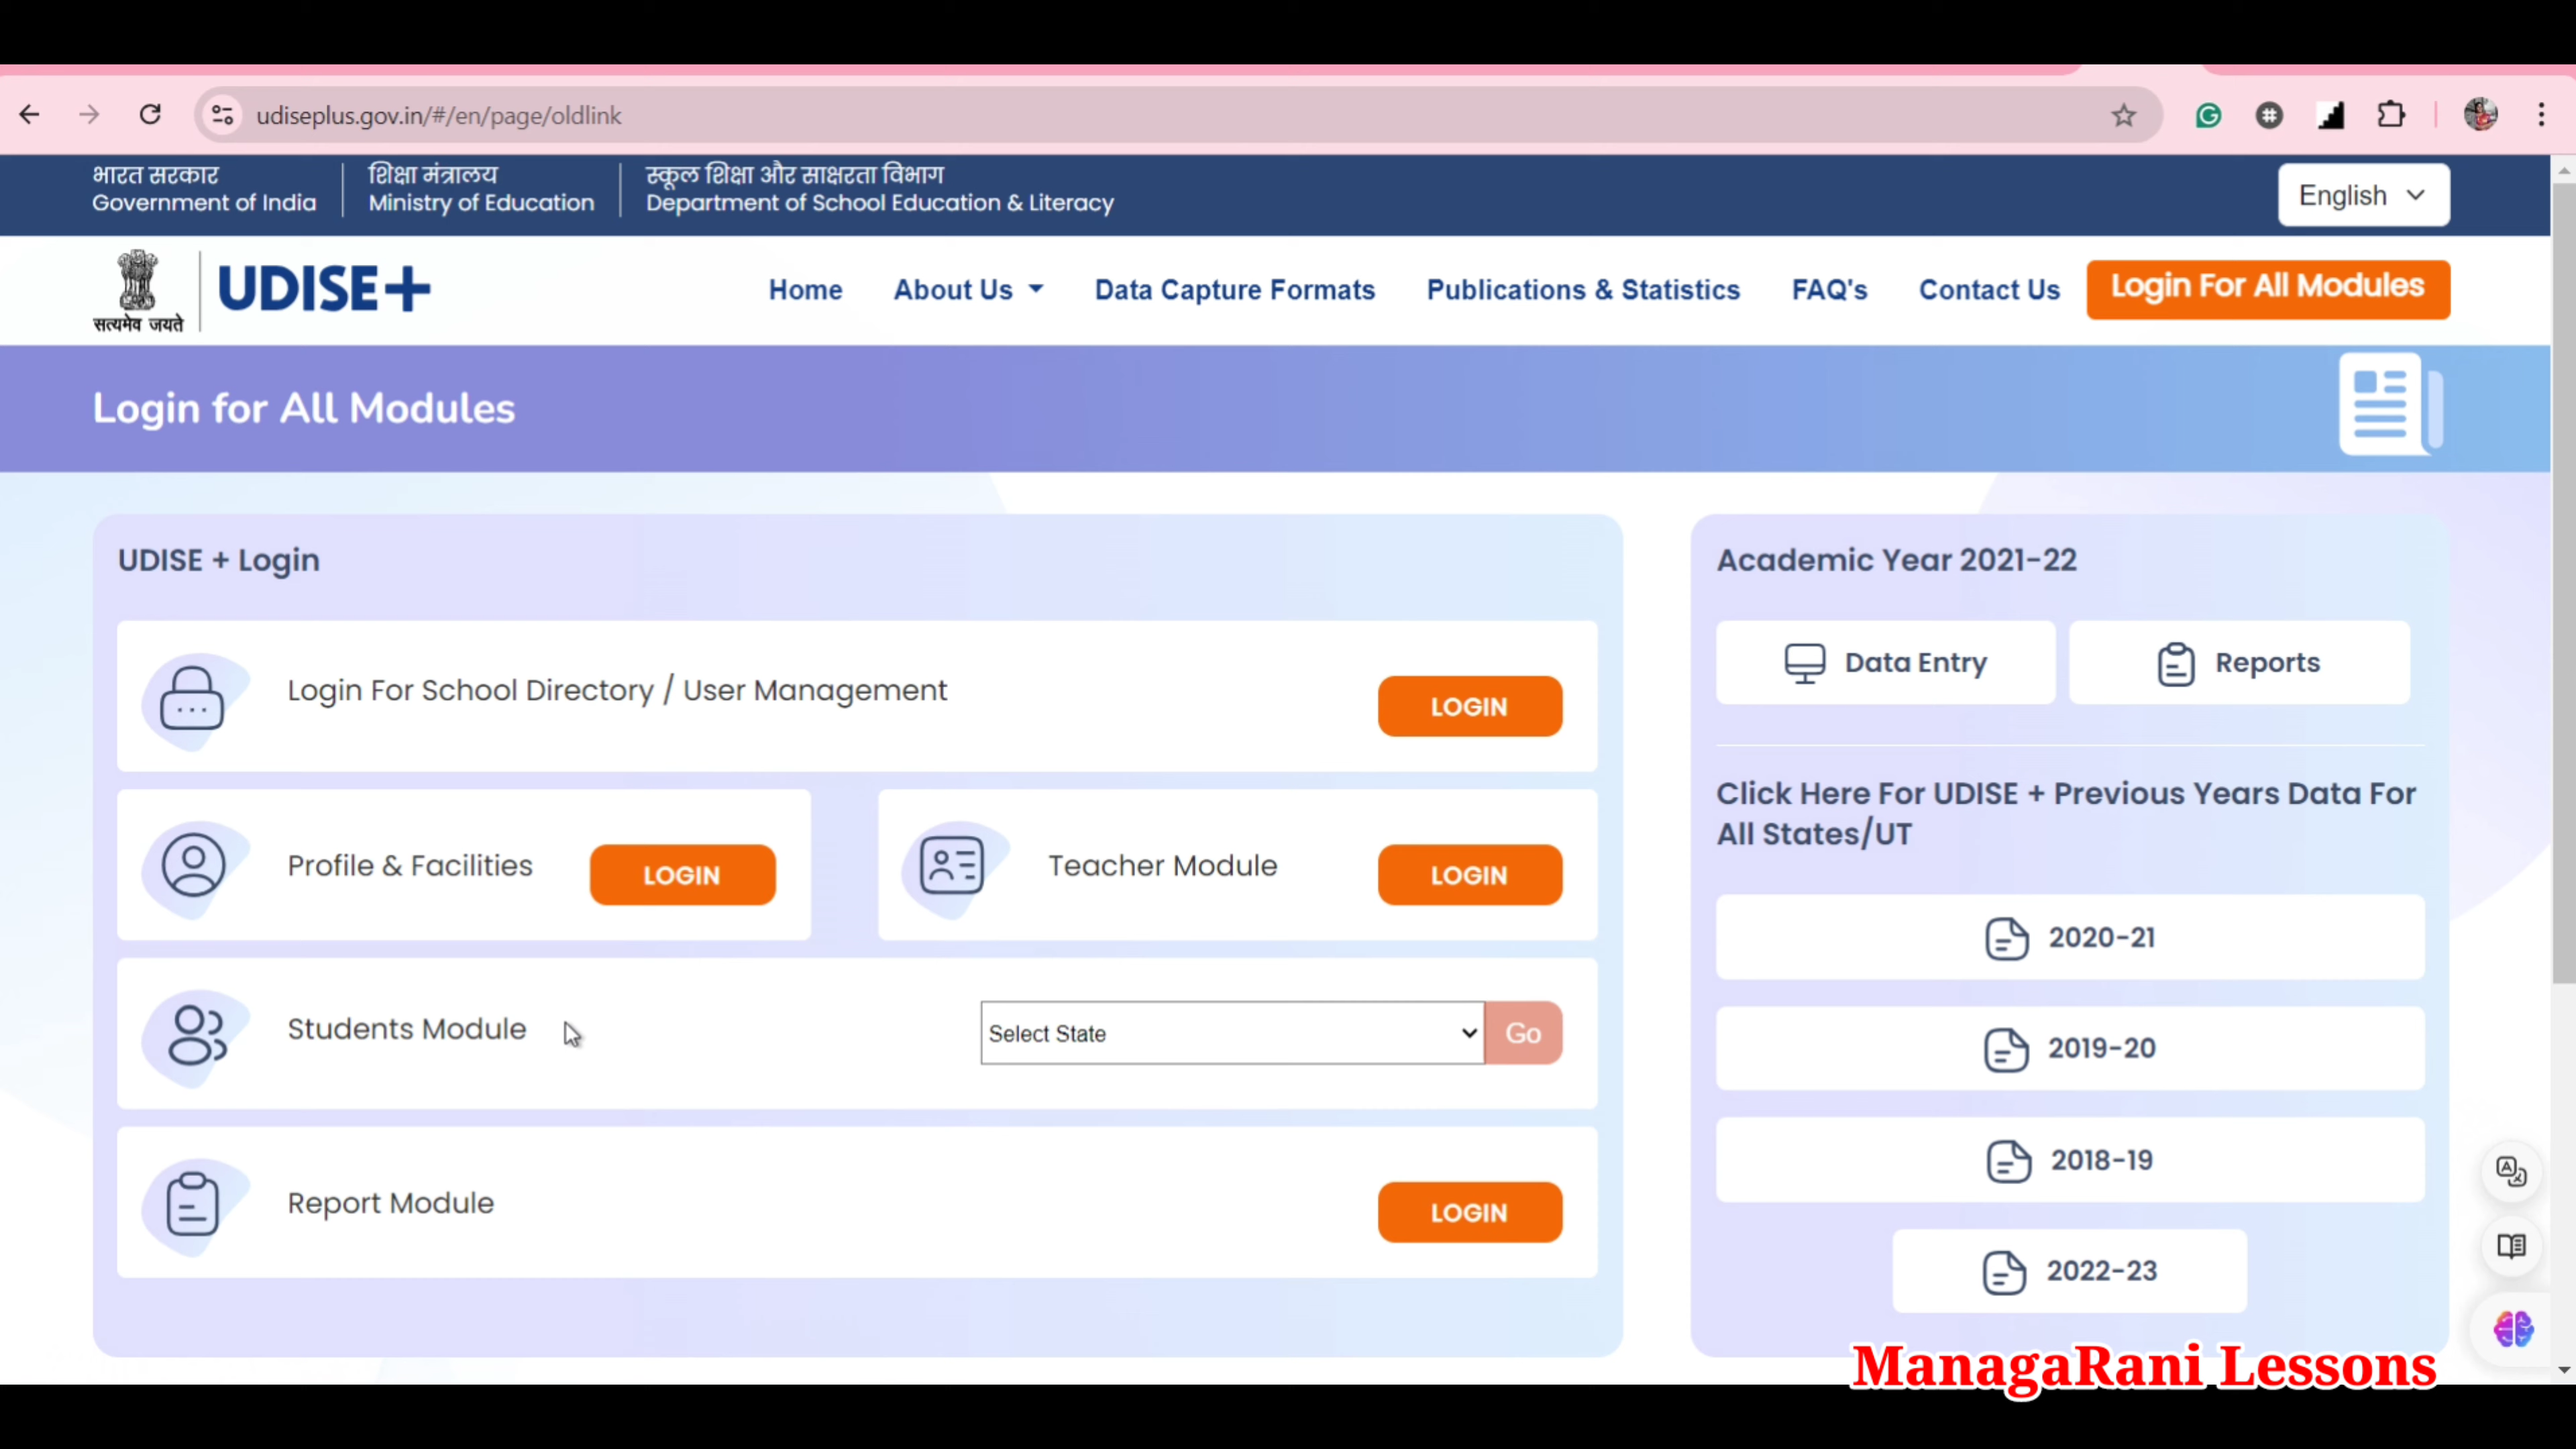 udiseplus.gov.in/#/en/page/oldlink
भारत सरकार
Government of India
शिक्षा मंत्रालय
Ministry of Education
स्कूल शिक्षा और साक्षरता विभाग
Department of School Education & Literacy
English
सत्यमेव जयते
UDISE+
Home
About Us
Data Capture Formats
Publications & Statistics
FAQ's
Contact Us
Login For All Modules
Login for All Modules
UDISE + Login
Login For School Directory / User Management
LOGIN
Profile & Facilities
LOGIN
Teacher Module
LOGIN
Students Module
Select State
Go
Report Module
LOGIN
Academic Year 2021-22
Data Entry
Reports
Click Here For UDISE + Previous Years Data For
All States/UT
2020-21
2019-20
2018-19
2022-23
ManagaRani Lessons